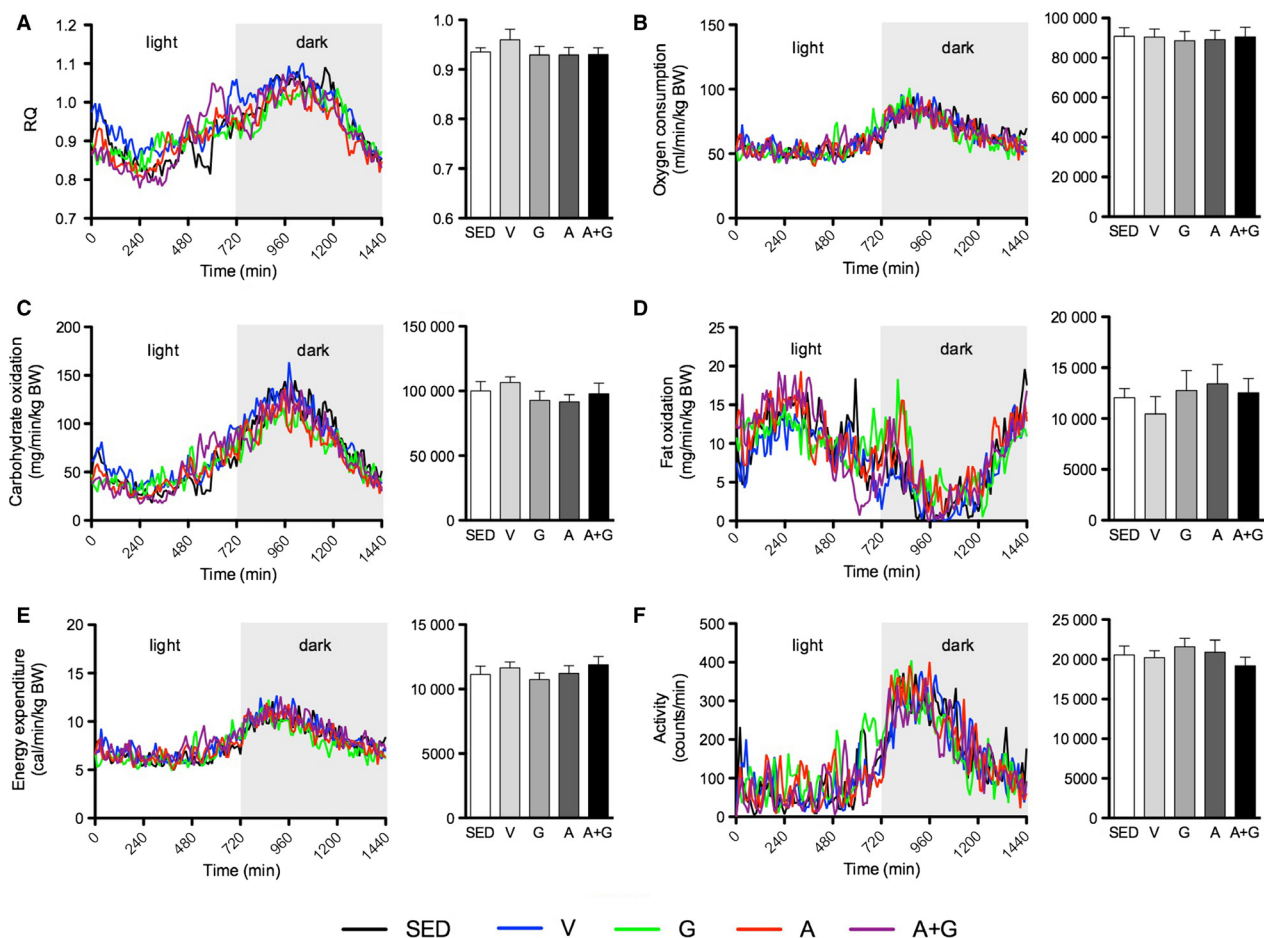 A
RQ
1.2
1.1
1.0
0.9
0.8
0.7
light
dark
0
240
480
720
960
1200
1440
Time (min)
1.0
0.9
0.8
0.7
0.6
SED V G A A+G
B
Oxygen consumption
(ml/min/kg BW)
150
100
50
0
light
dark
0
240
480
720
960
1200
1440
Time (min)
100 000
80 000
60 000
40 000
20 000
0
SED V G A A+G
C
Carbohydrate oxidation
(mg/min/kg BW)
200
150
100
50
0
light
dark
0
240
480
720
960
1200
1440
Time (min)
150 000
100 000
50 000
0
SED V G A A+G
D
Fat oxidation
(mg/min/kg BW)
25
20
15
10
5
0
light
dark
0
240
480
720
960
1200
1440
Time (min)
20 000
15 000
10 000
5000
0
SED V G A A+G
E
Energy expenditure
(cal/min/kg BW)
20
15
10
5
0
light
dark
0
240
480
720
960
1200
1440
Time (min)
15 000
10 000
5000
0
SED V G A A+G
F
Activity
(counts/min)
500
400
300
200
100
0
light
dark
0
240
480
720
960
1200
1440
Time (min)
25 000
20 000
15 000
10 000
5000
0
SED V G A A+G
SED V G A A+G